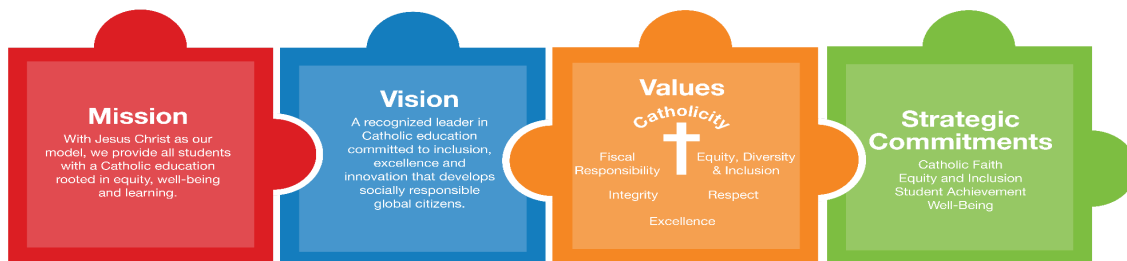 Mission
With Jesus Christ as our
model, we provide all students
with a Catholic education
rooted in equity, well-being
and learning.
Vision
A recognized leader in
Catholic education
committed to inclusion,
excellence and
innovation that develops
socially responsible
global citizens.
Values
Catholicity
Fiscal
Responsibility
Equity, Diversity
& Inclusion
Integrity
Respect
Excellence
Strategic
Commitments
Catholic Faith
Equity and Inclusion
Student Achievement
Well-Being